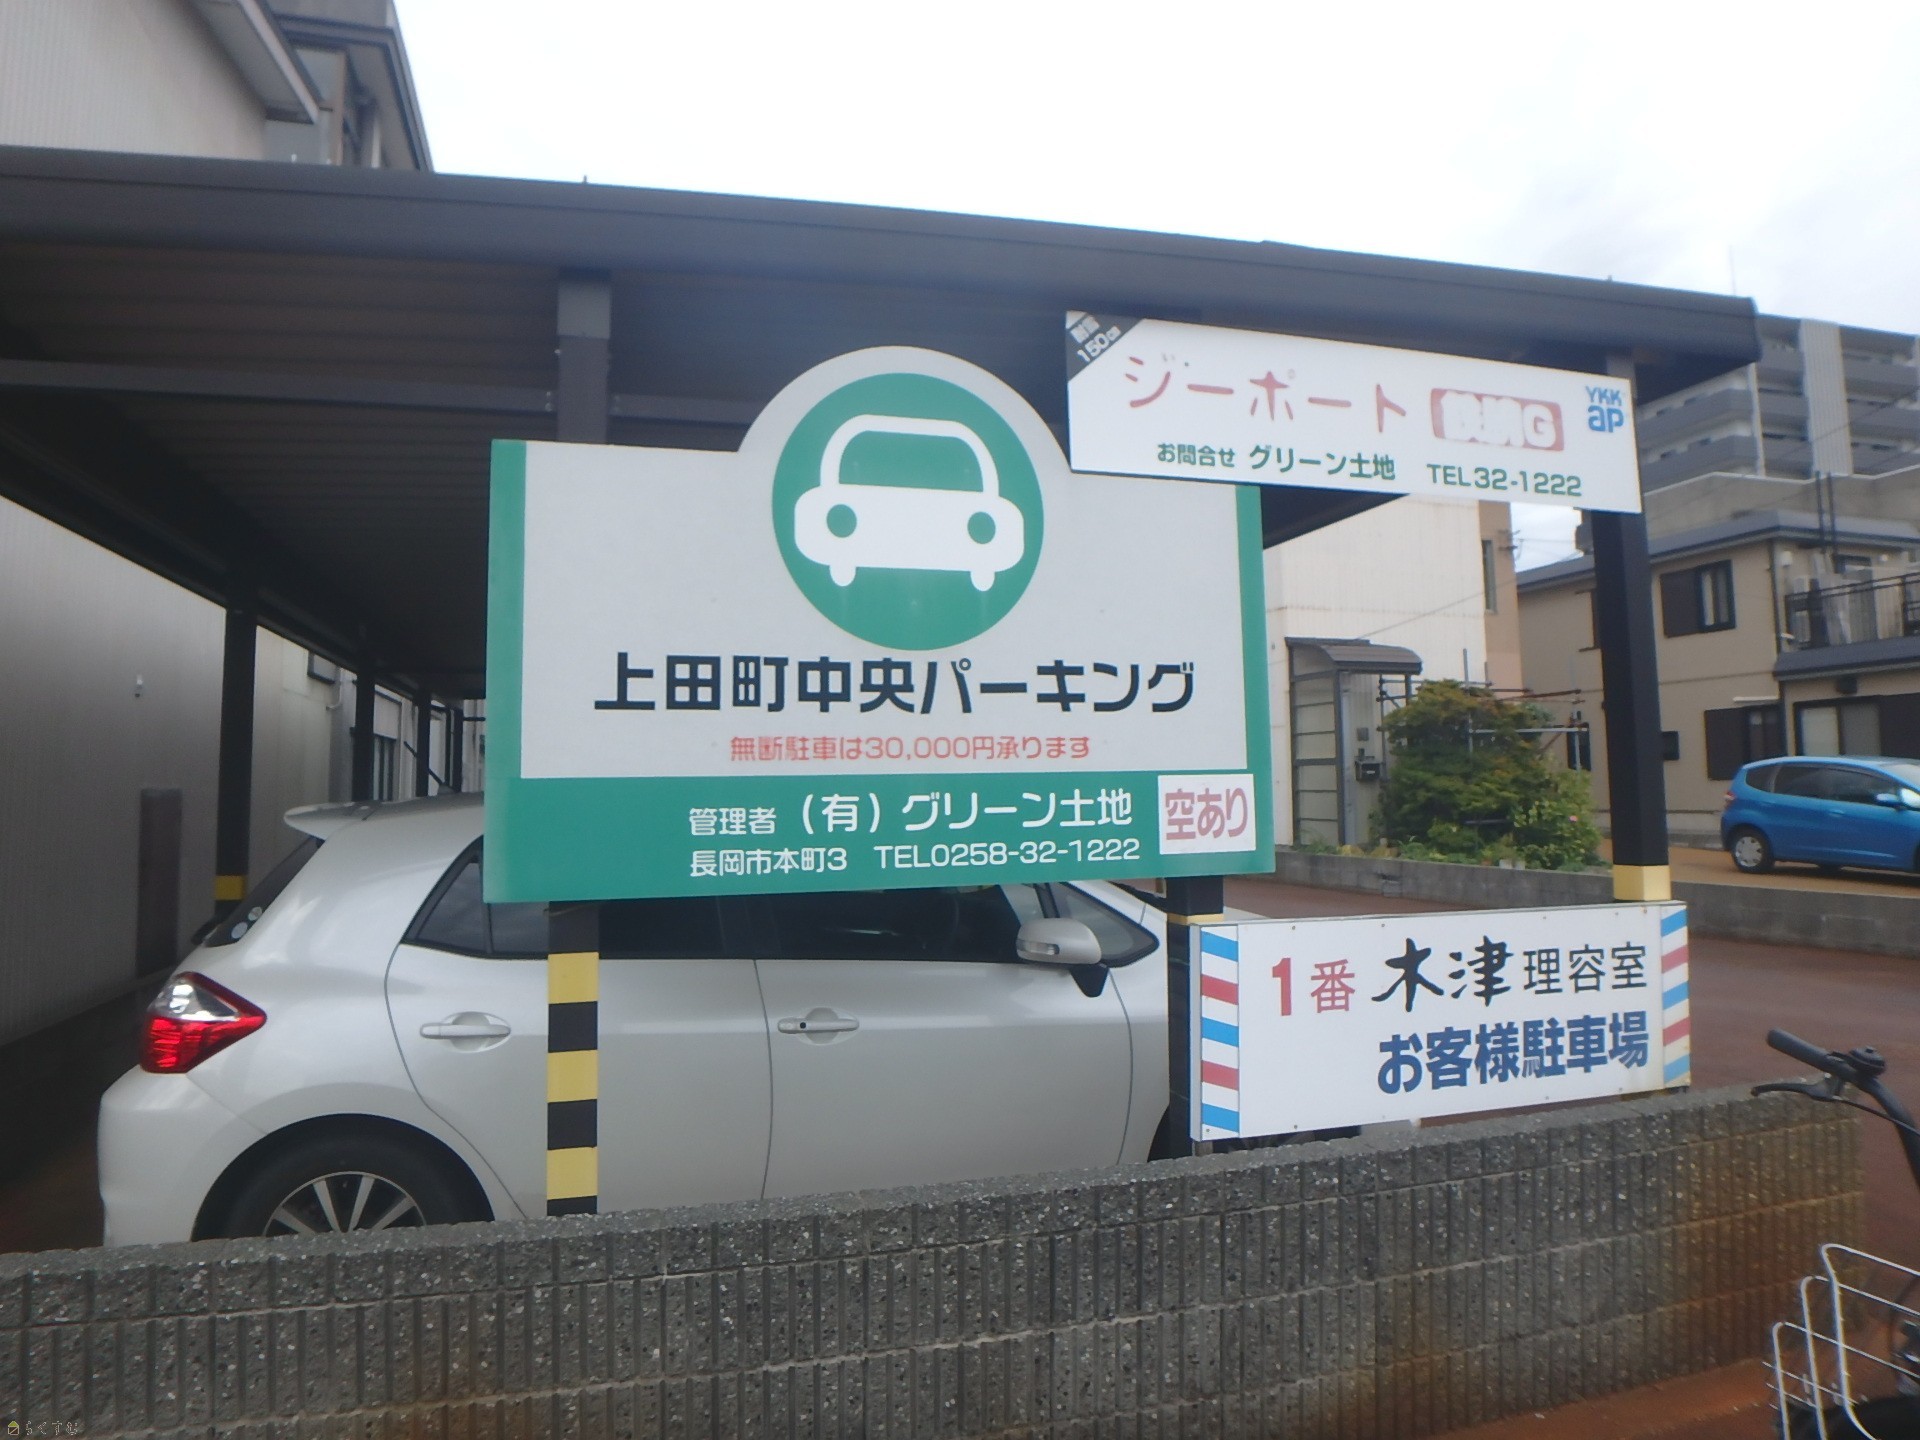 耐雪
150cm
ジーポート
YKK
ap
お問合せ グリーン土地 TEL32-1222
上田町中央パーキング
無断駐車は30,000円承ります
管理者 (有)グリーン土地
長岡市本町3 TEL0258-32-1222
空あり
1番 木津 理容室
お客様駐車場